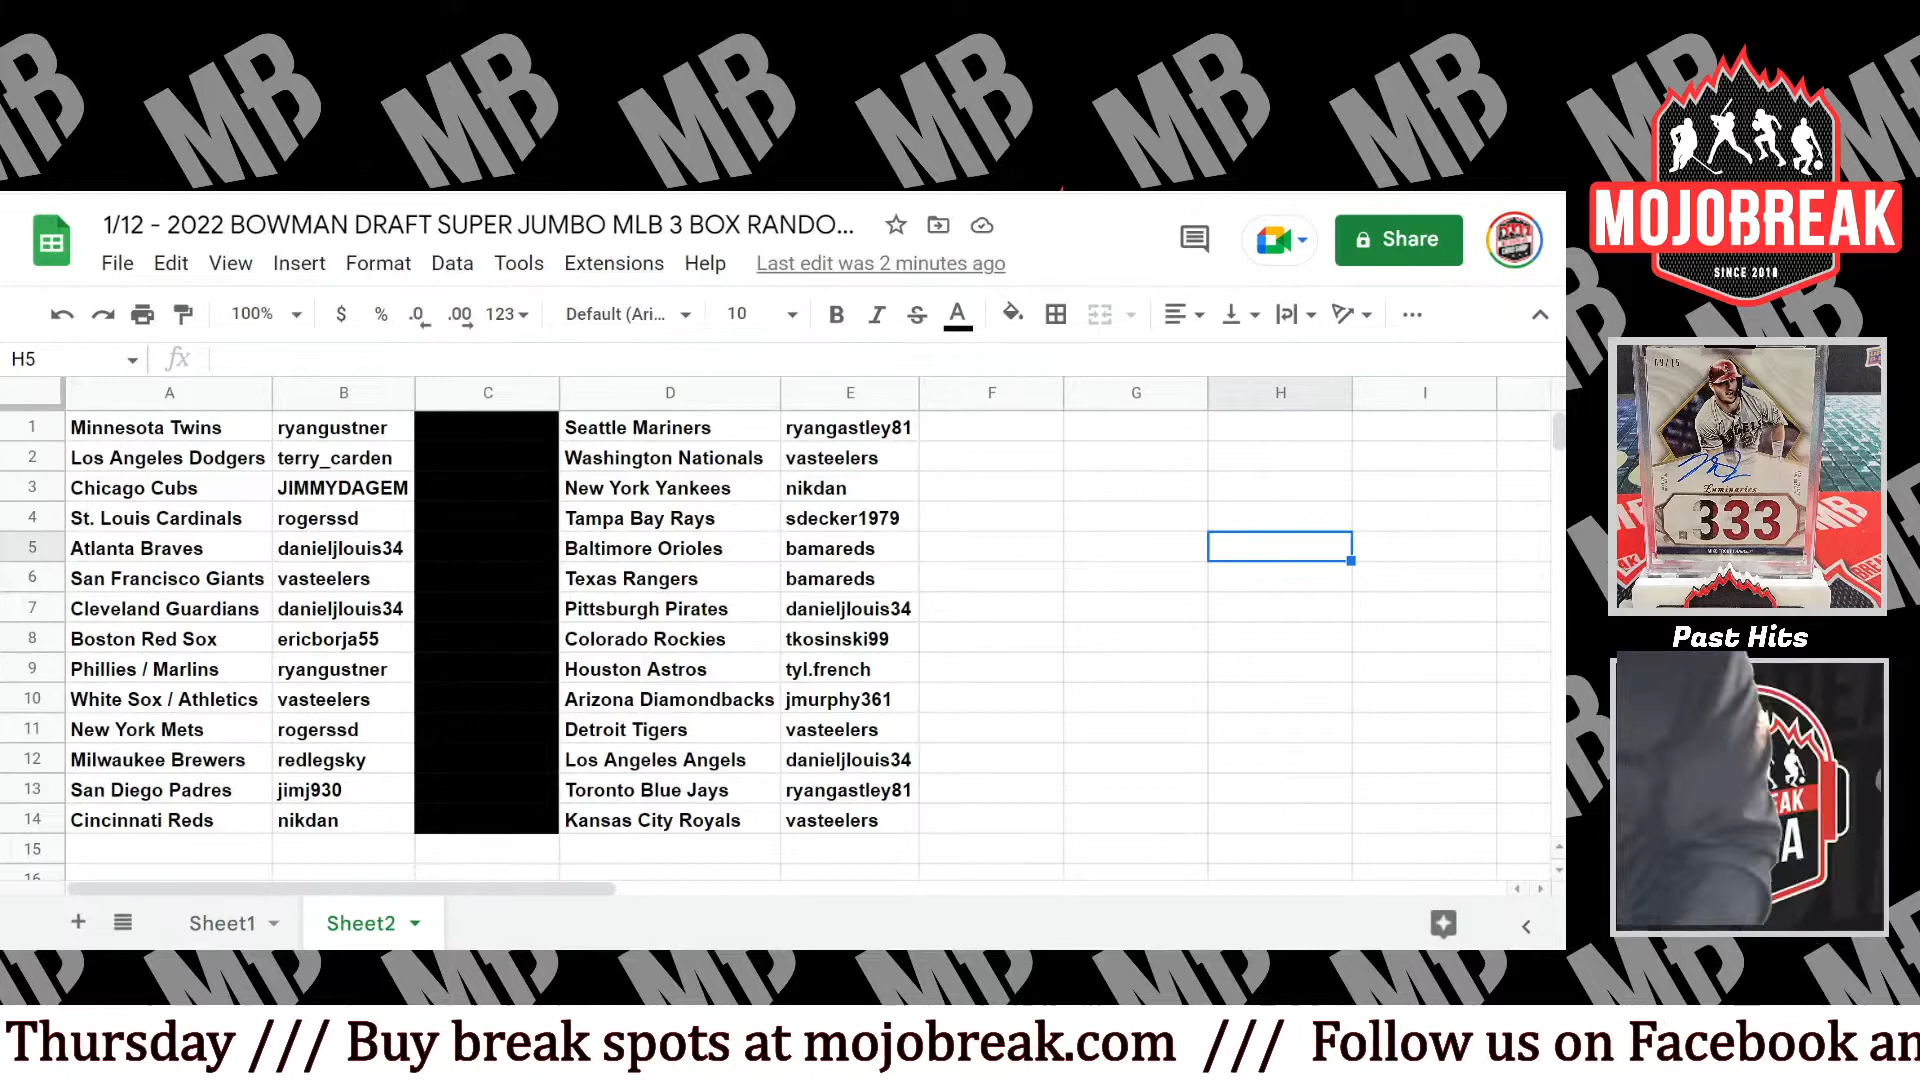 1/12 - 2022 BOWMAN DRAFT SUPER JUMBO MLB 3 BOX RANDO...
Share
File Edit View Insert Format Data Tools Extensions Help Last edit was 2 minutes ago
100% $ % .0 .00 123 Default (Ari... 10 B I S A
H5 fx
A B C D E F G H I
1 Minnesota Twins ryangustner Seattle Mariners ryangastley81
2 Los Angeles Dodgers terry_carden Washington Nationals vasteelers
3 Chicago Cubs JIMMYDAGEM New York Yankees nikdan
4 St. Louis Cardinals rogerssd Tampa Bay Rays sdecker1979
5 Atlanta Braves danieljlouis34 Baltimore Orioles bamareds
6 San Francisco Giants vasteelers Texas Rangers bamareds
7 Cleveland Guardians danieljlouis34 Pittsburgh Pirates danieljlouis34
8 Boston Red Sox ericborja55 Colorado Rockies tkosinski99
9 Phillies / Marlins ryangustner Houston Astros tyl.french
10 White Sox / Athletics vasteelers Arizona Diamondbacks jmurphy361
11 New York Mets rogerssd Detroit Tigers vasteelers
12 Milwaukee Brewers redlegsky Los Angeles Angels danieljlouis34
13 San Diego Padres jimj930 Toronto Blue Jays ryangastley81
14 Cincinnati Reds nikdan Kansas City Royals vasteelers
15
16
Sheet1 Sheet2
MOJOBREAK
SINCE 2010
Luminaries
333
Past Hits
Thursday /// Buy break spots at mojobreak.com /// Follow us on Facebook an